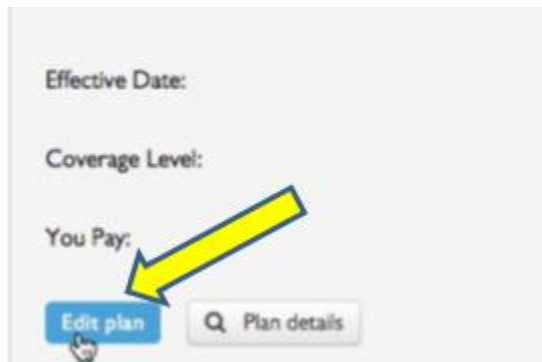 Effective Date:
Coverage Level:
You Pay:
Edit plan
Plan details